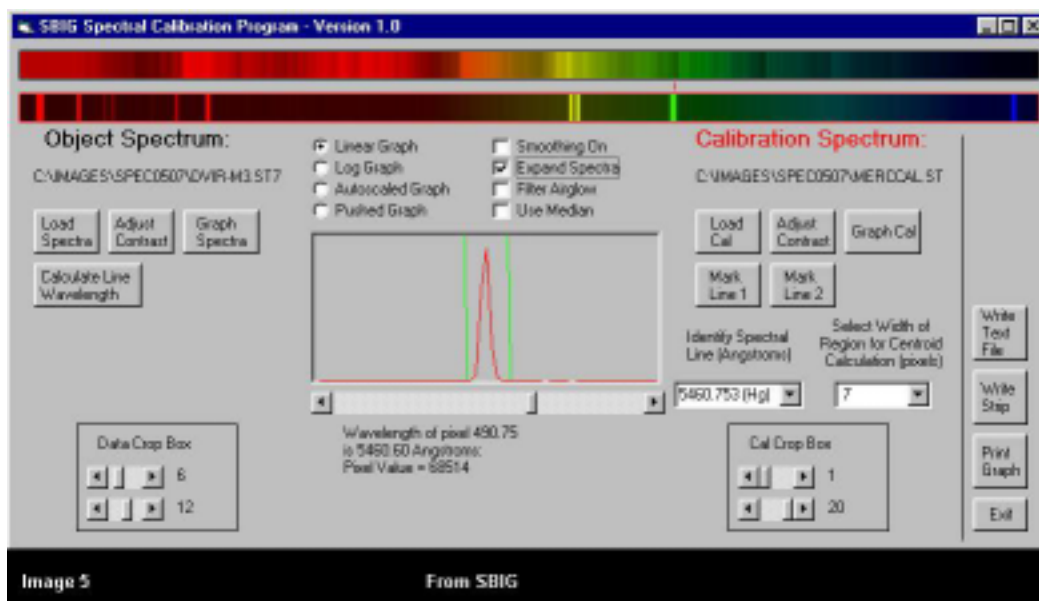 SBIG Spectral Calibration Program - Version 1.0
Object Spectrum:
C:\IMAGES\SPEC0507\DVIR-M3.ST7
Load
Spectra
Adjust
Contrast
Graph
Spectra
Calculate Line
Wavelength
Linear Graph
Log Graph
Autoscaled Graph
Pushed Graph
Smoothing On
Expand Spectra
Filter Airglow
Use Median
Calibration Spectrum:
C:\IMAGES\SPEC0507\MERCCAL.ST
Load
Cal
Adjust
Contrast
Graph Cal
Mark
Line 1
Mark
Line 2
Identify Spectral
Line (Angstroms)
Select Width of
Region for Centroid
Calculation (pixels)
5460.753 (Hg)
7
Wavelength of pixel 490.75
is 5460.60 Angstroms:
Pixel Value = 68514
Data Crop Box
6
12
Cal Crop Box
1
20
Write
Text
File
Write
Strip
Print
Graph
Exit
Image 5
From SBIG